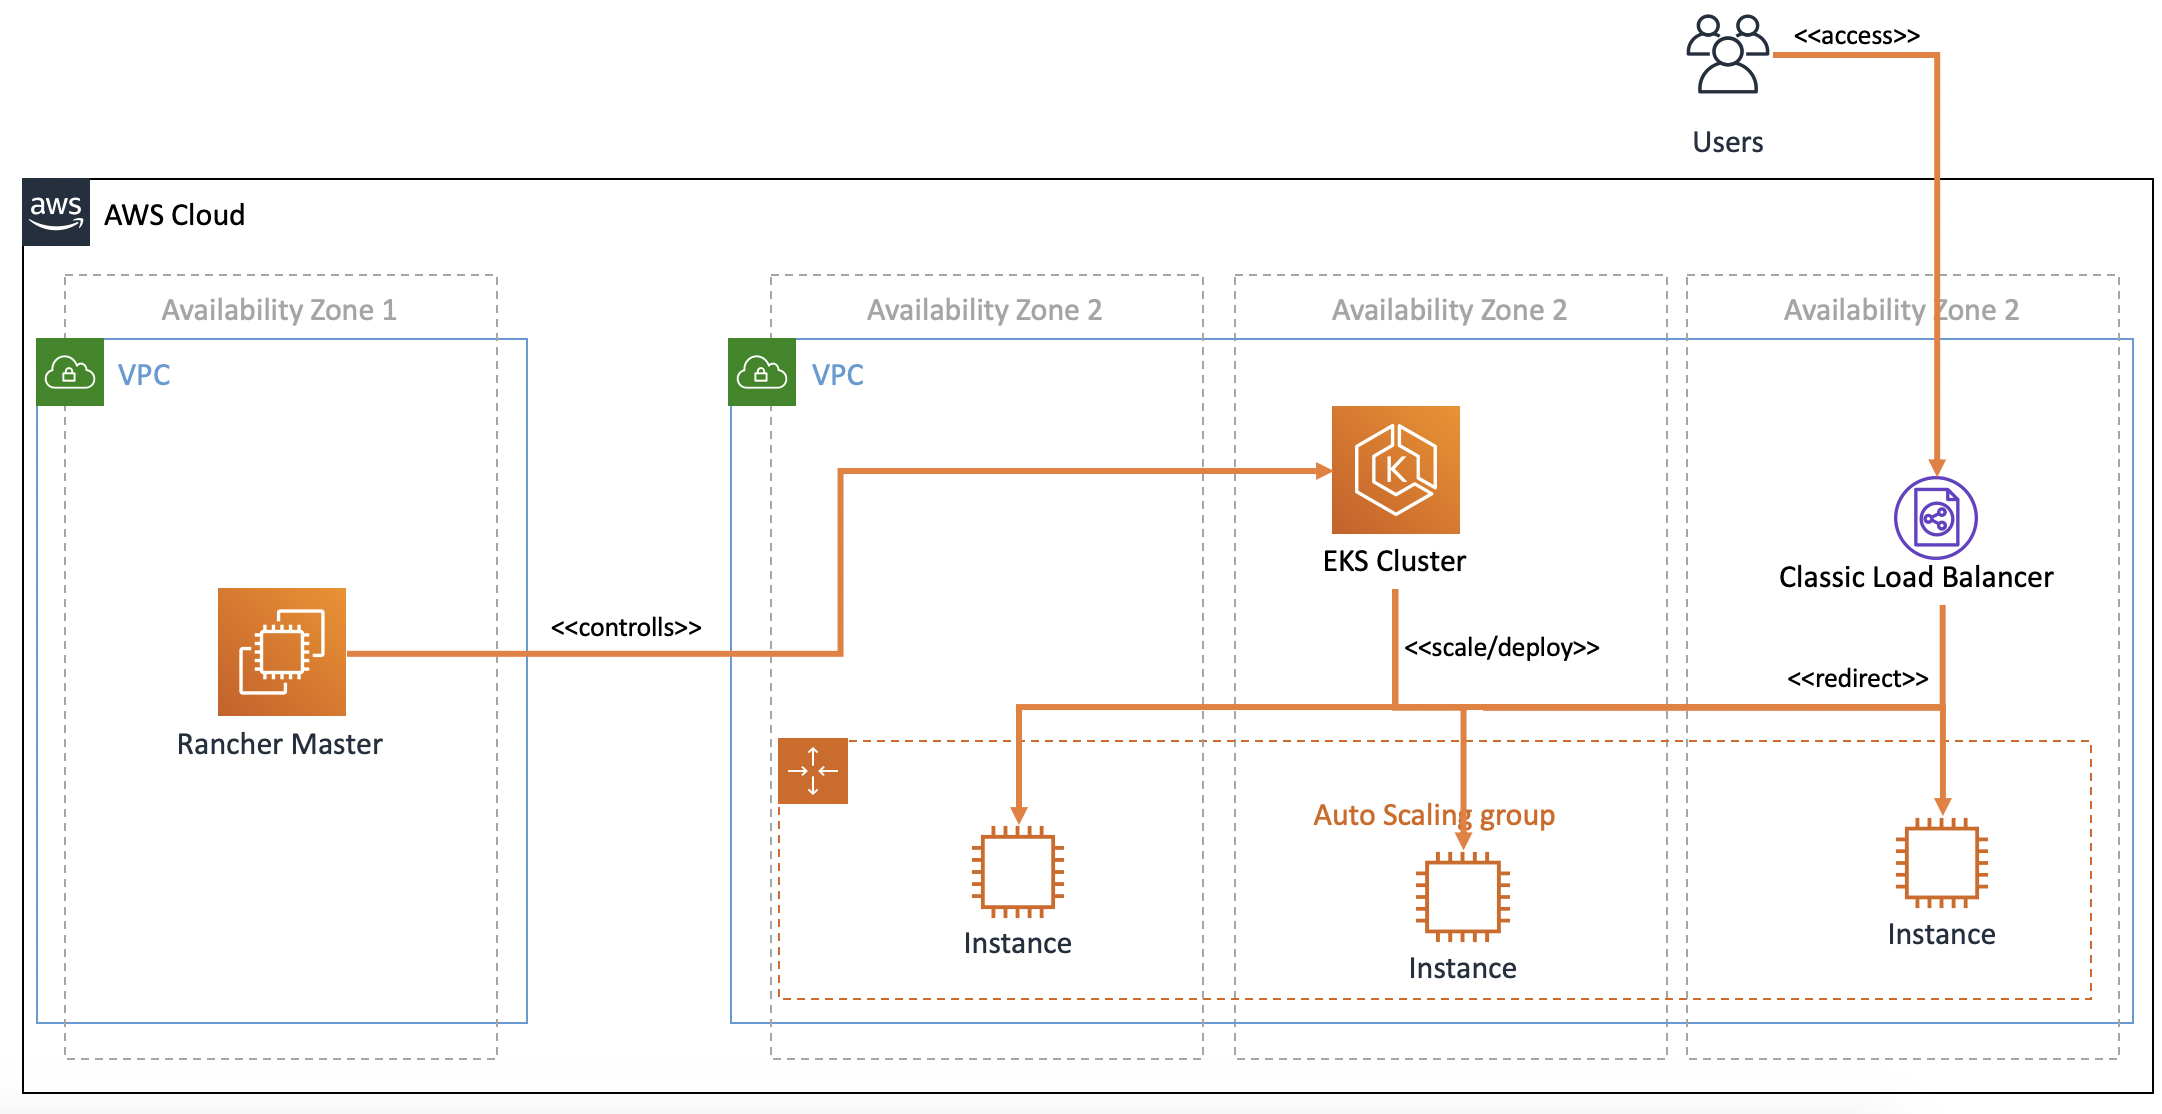 <<access>>
Users
aws
AWS Cloud
Availability Zone 1
Availability Zone 2
Availability Zone 2
Availability Zone 2
VPC
VPC
K
EKS Cluster
Classic Load Balancer
<<controlls>>
<<scale/deploy>>
<<redirect>>
Rancher Master
Auto Scaling group
Instance
Instance
Instance